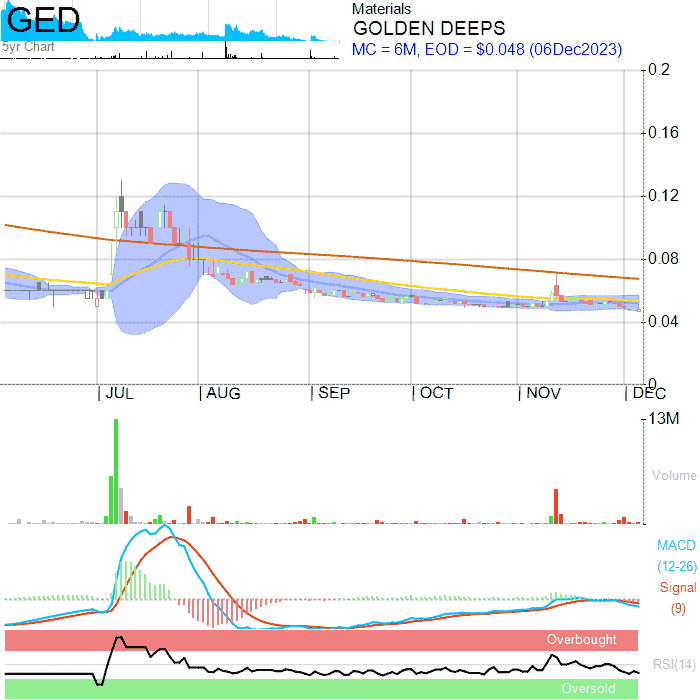 GED
5yr Chart
Materials
GOLDEN DEEPS
MC = 6M, EOD = $0.048 (06Dec2023)
0.2
0.16
0.12
0.08
0.04
0
JUL AUG SEP OCT NOV DEC
13M
Volume
MACD
(12-26)
Signal
(9)
Overbought
RSI(14)
Oversold